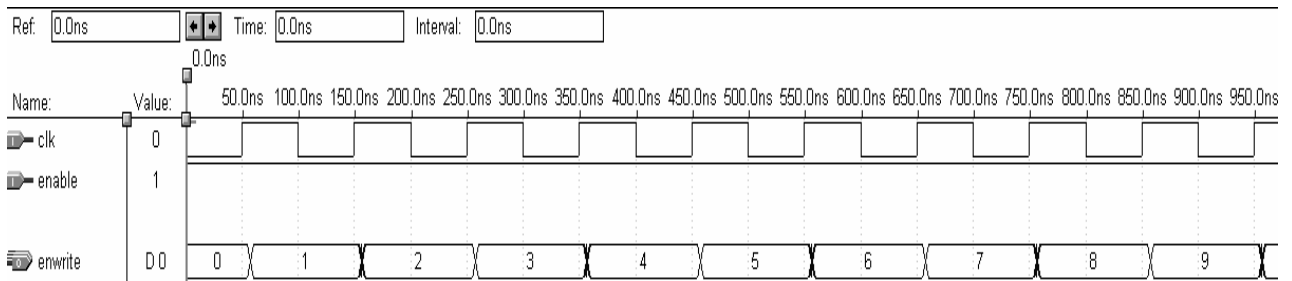 Ref: 0.0ns Time: 0.0ns Interval: 0.0ns
0.0ns
Name: Value: 50.0ns 100.0ns 150.0ns 200.0ns 250.0ns 300.0ns 350.0ns 400.0ns 450.0ns 500.0ns 550.0ns 600.0ns 650.0ns 700.0ns 750.0ns 800.0ns 850.0ns 900.0ns 950.0ns
clk 0
enable 1
enwrite D 0 0 1 2 3 4 5 6 7 8 9